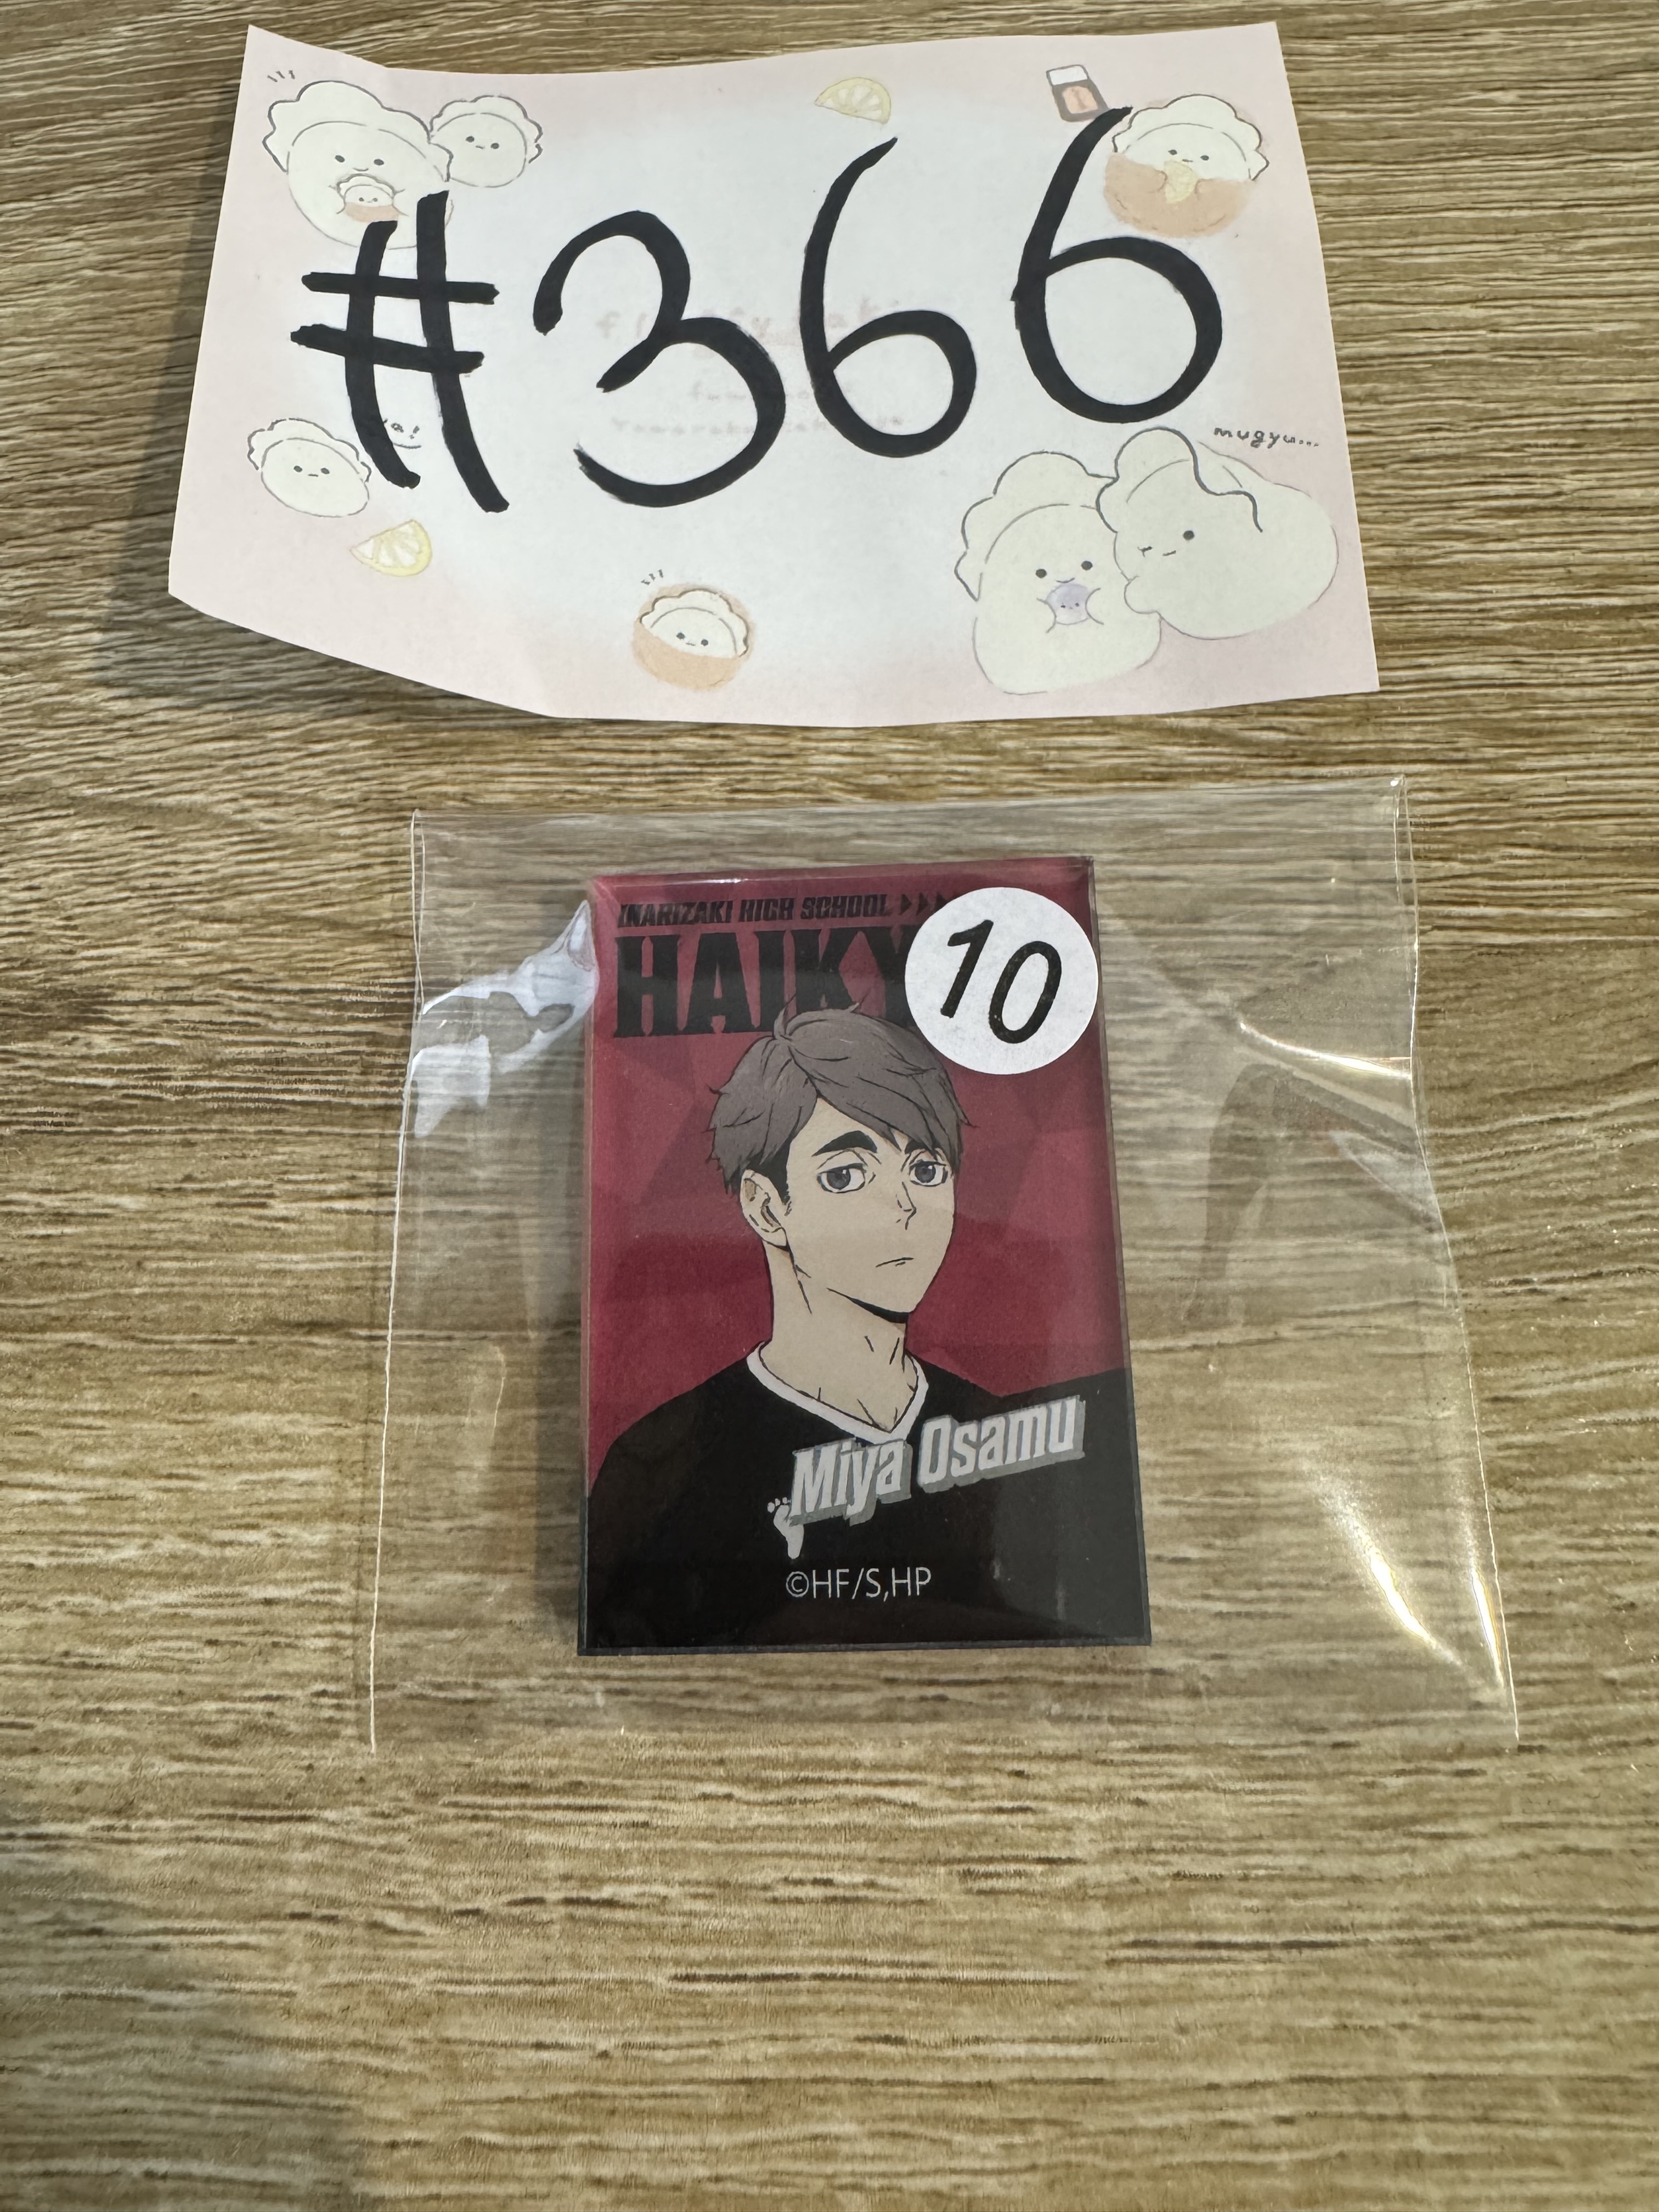 #366
mugyu...
INARIZAKI HIGH SCHOOL
HAIKY
10
Miya Osamu
©HF/S,HP